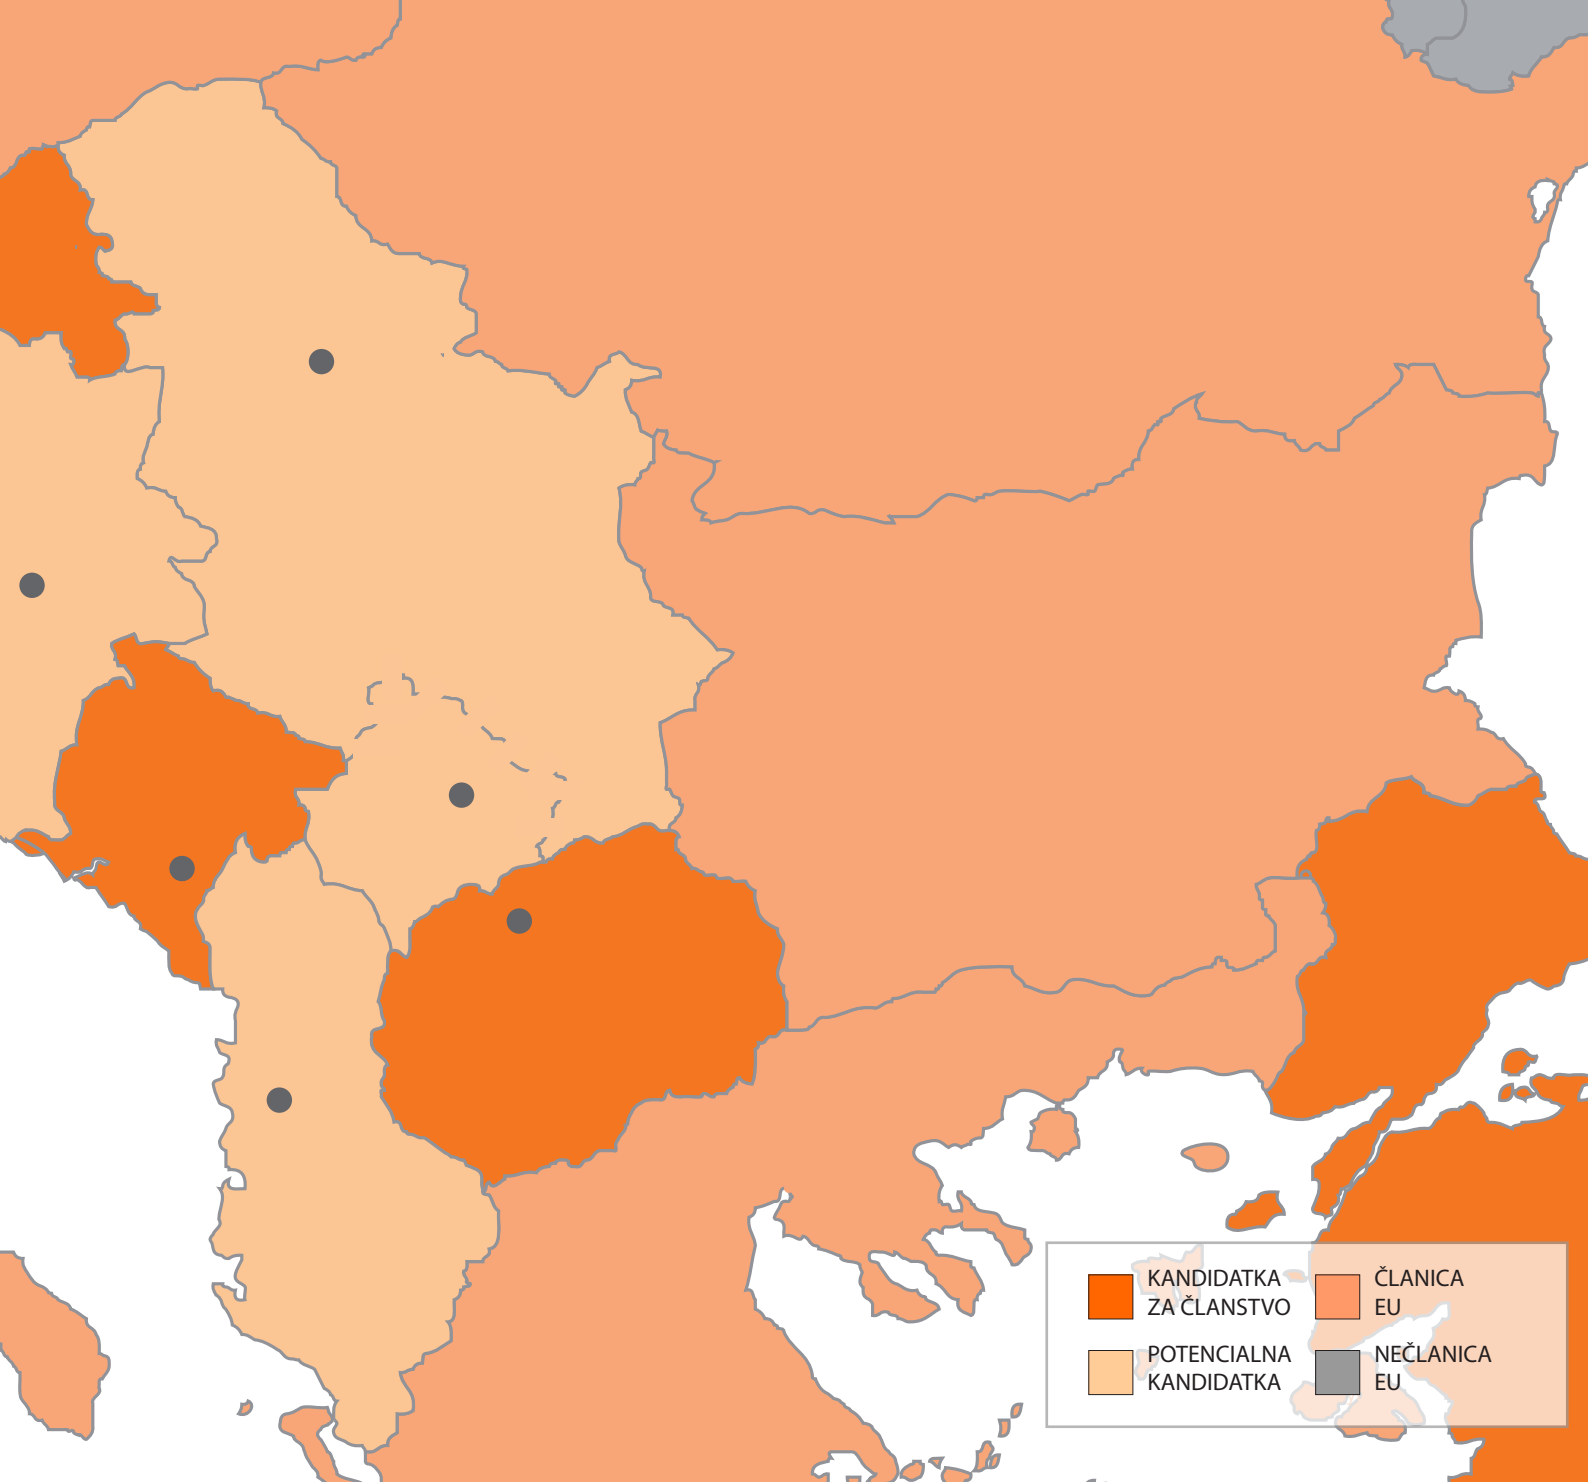 KANDIDATKA
ZA ČLANSTVO
ČLANICA
EU
POTENCIALNA
KANDIDATKA
NEČLANICA
EU